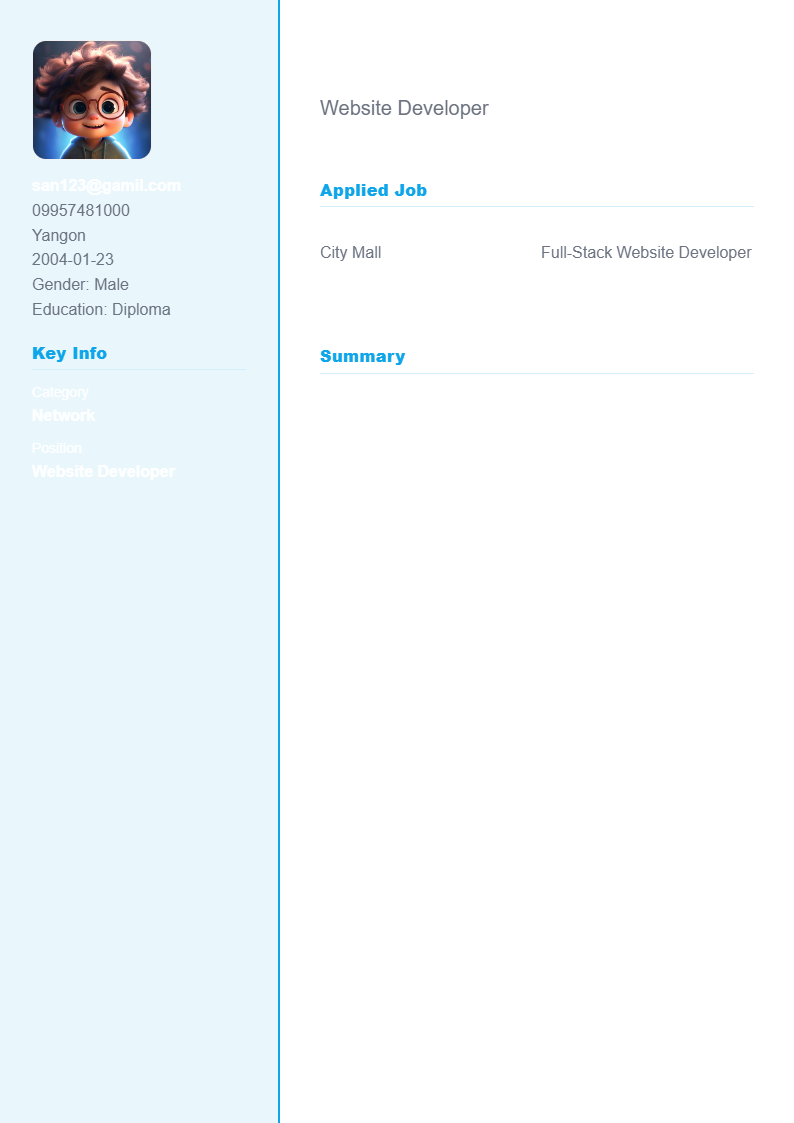 san123@gamil.com
09957481000
Yangon
2004-01-23
Gender: Male
Education: Diploma
Key Info
Category
Network
Position
Website Developer
Website Developer
Applied Job
City Mall Full-Stack Website Developer
Summary